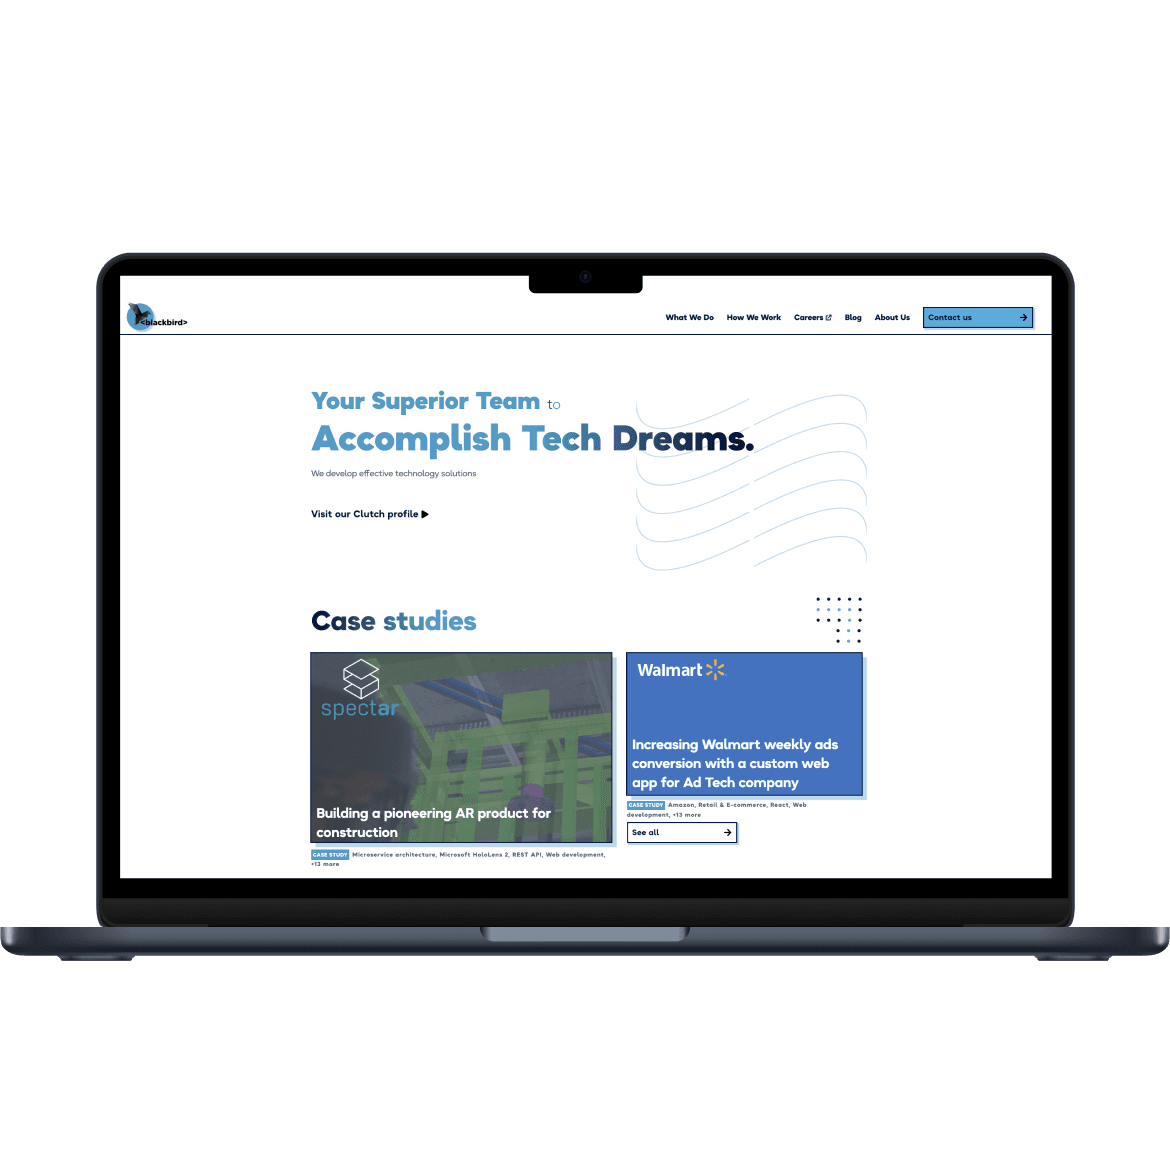 <blackbird>
What We Do How We Work Careers Blog About Us Contact us
Your Superior Team to
Accomplish Tech Dreams.
We develop effective technology solutions
Visit our Clutch profile
Case studies
spectar
Building a pioneering AR product for
construction
CASE STUDY Microservice architecture, Microsoft HoloLens 2, REST API, Web development,
+13 more
Walmart
Increasing Walmart weekly ads
conversion with a custom web
app for Ad Tech company
CASE STUDY Amazon, Retail & E-commerce, React, Web
development, +13 more
See all